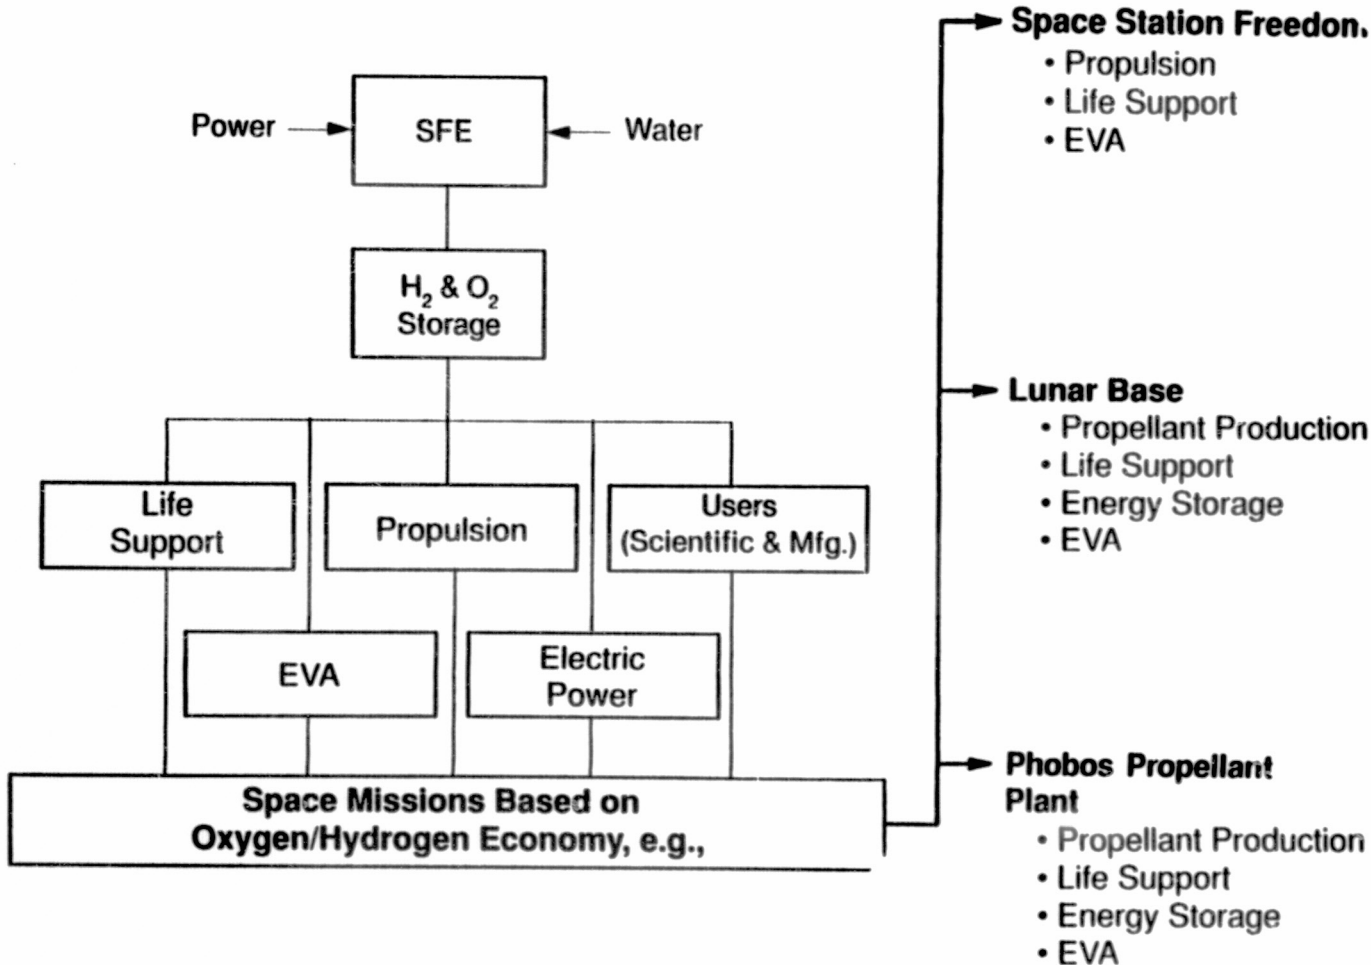 Power
SFE
Water
H₂ & O₂
Storage
Life
Support
Propulsion
Users
(Scientific & Mfg.)
EVA
Electric
Power
Space Missions Based on
Oxygen/Hydrogen Economy, e.g.,
Space Station Freedon.
• Propulsion
• Life Support
• EVA
Lunar Base
• Propellant Production
• Life Support
• Energy Storage
• EVA
Phobos Propellant
Plant
• Propellant Production
• Life Support
• Energy Storage
• EVA